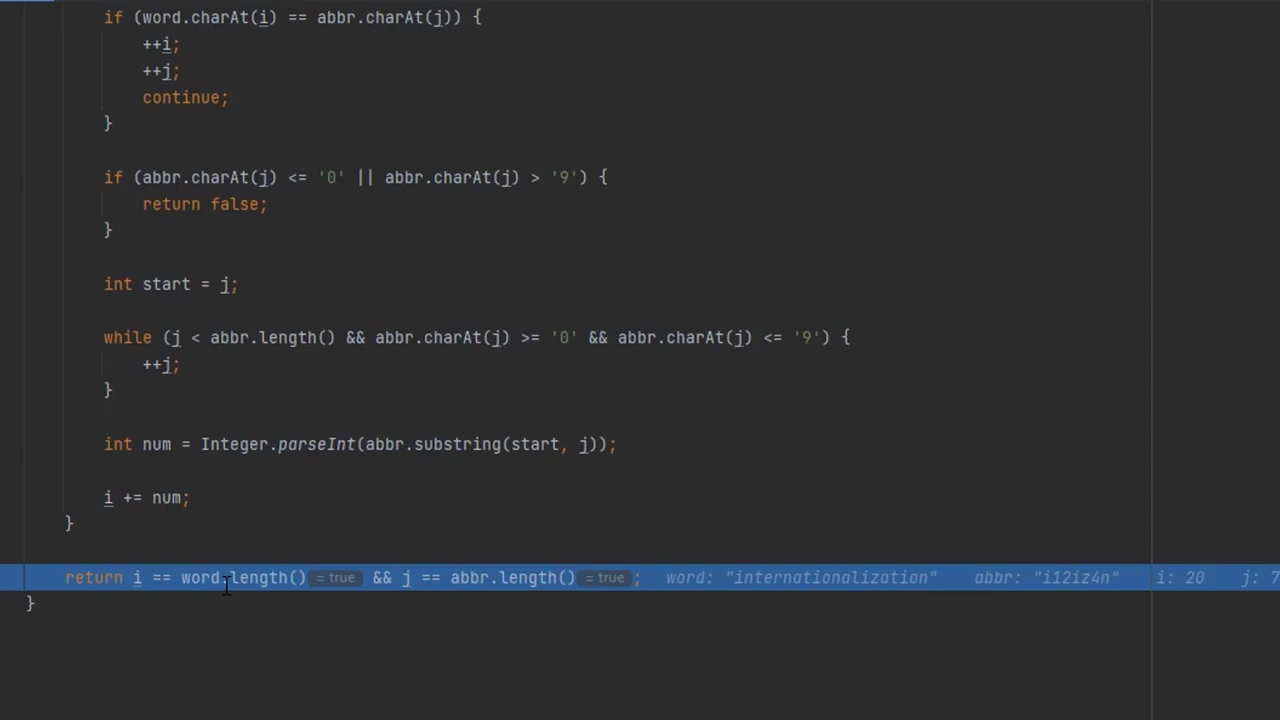 if (word.charAt(i) == abbr.charAt(j)) {
++i;
++j;
continue;
}
if (abbr.charAt(j) <= '0' || abbr.charAt(j) > '9') {
return false;
}
int start = j;
while (j < abbr.length() && abbr.charAt(j) >= '0' && abbr.charAt(j) <= '9') {
++j;
}
int num = Integer.parseInt(abbr.substring(start, j));
i += num;
}
return i == word.length() = true && j == abbr.length() = true ; word: "internationalization" abbr: "i12iz4n" i: 20 j: 7
}